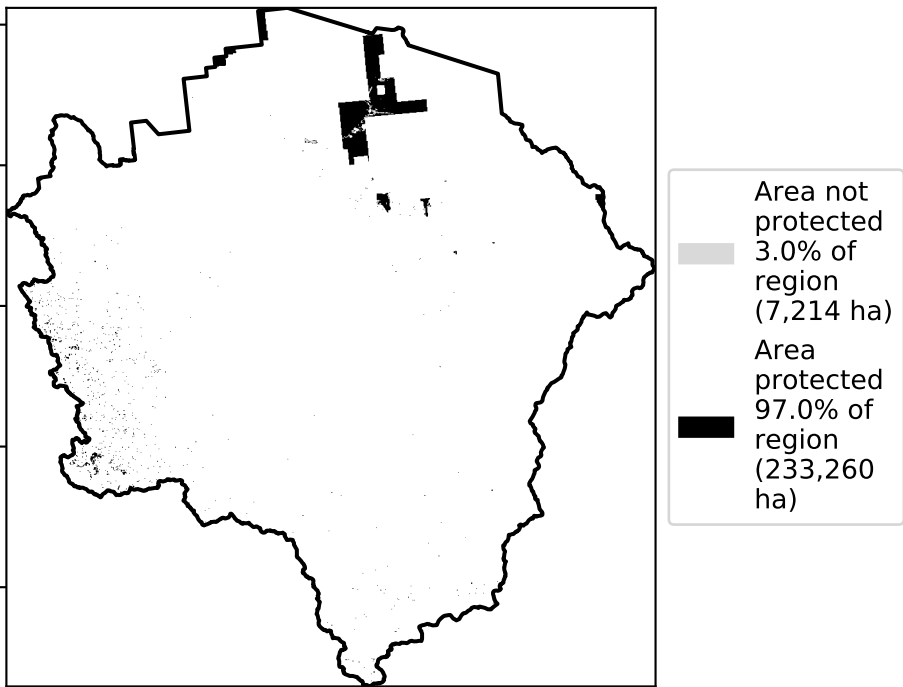 Area not
protected
3.0% of
region
(7,214 ha)
Area
protected
97.0% of
region
(233,260
ha)